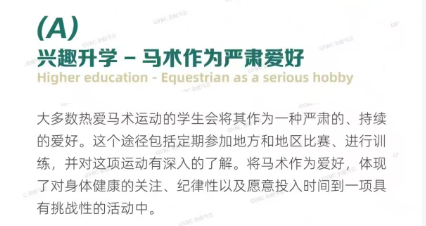 (A)
兴趣升学 – 马术作为严肃爱好
Higher education - Equestrian as a serious hobby
大多数热爱马术运动的学生会将其作为一种严肃的、持续
的爱好。这个途径包括定期参加地方和地区比赛、进行训
练，并对这项运动有深入的了解。将马术作为爱好，体现
了对身体健康的关注、纪律性以及愿意投入时间到一项具
有挑战性的活动中。